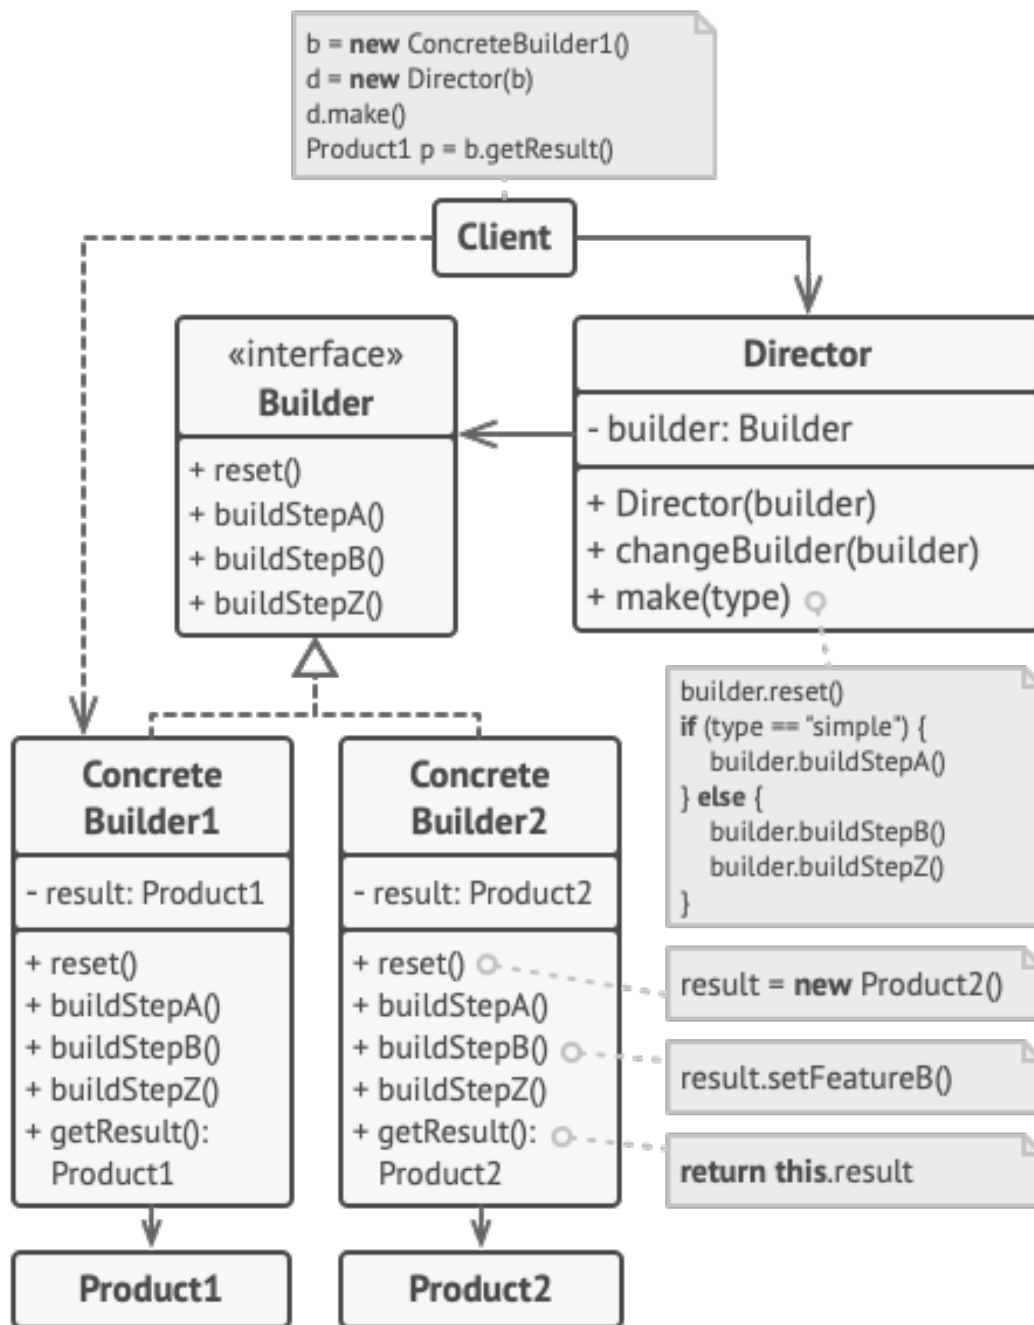 b = new ConcreteBuilder1()
d = new Director(b)
d.make()
Product1 p = b.getResult()
Client
«interface»
Builder
+ reset()
+ buildStepA()
+ buildStepB()
+ buildStepZ()
Director
- builder: Builder
+ Director(builder)
+ changeBuilder(builder)
+ make(type)
builder.reset()
if (type == "simple") {
builder.buildStepA()
} else {
builder.buildStepB()
builder.buildStepZ()
}
Concrete
Builder1
- result: Product1
+ reset()
+ buildStepA()
+ buildStepB()
+ buildStepZ()
+ getResult():
Product1
Concrete
Builder2
- result: Product2
+ reset()
+ buildStepA()
+ buildStepB()
+ buildStepZ()
+ getResult():
Product2
result = new Product2()
result.setFeatureB()
return this.result
Product1
Product2